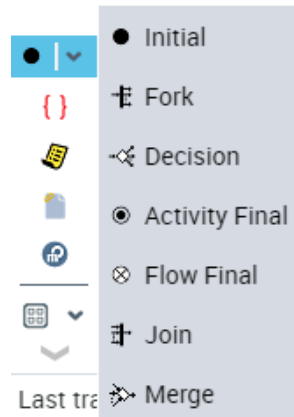 Initial
{ }
Fork
Decision
Activity Final
Flow Final
Join
Last tra
Merge